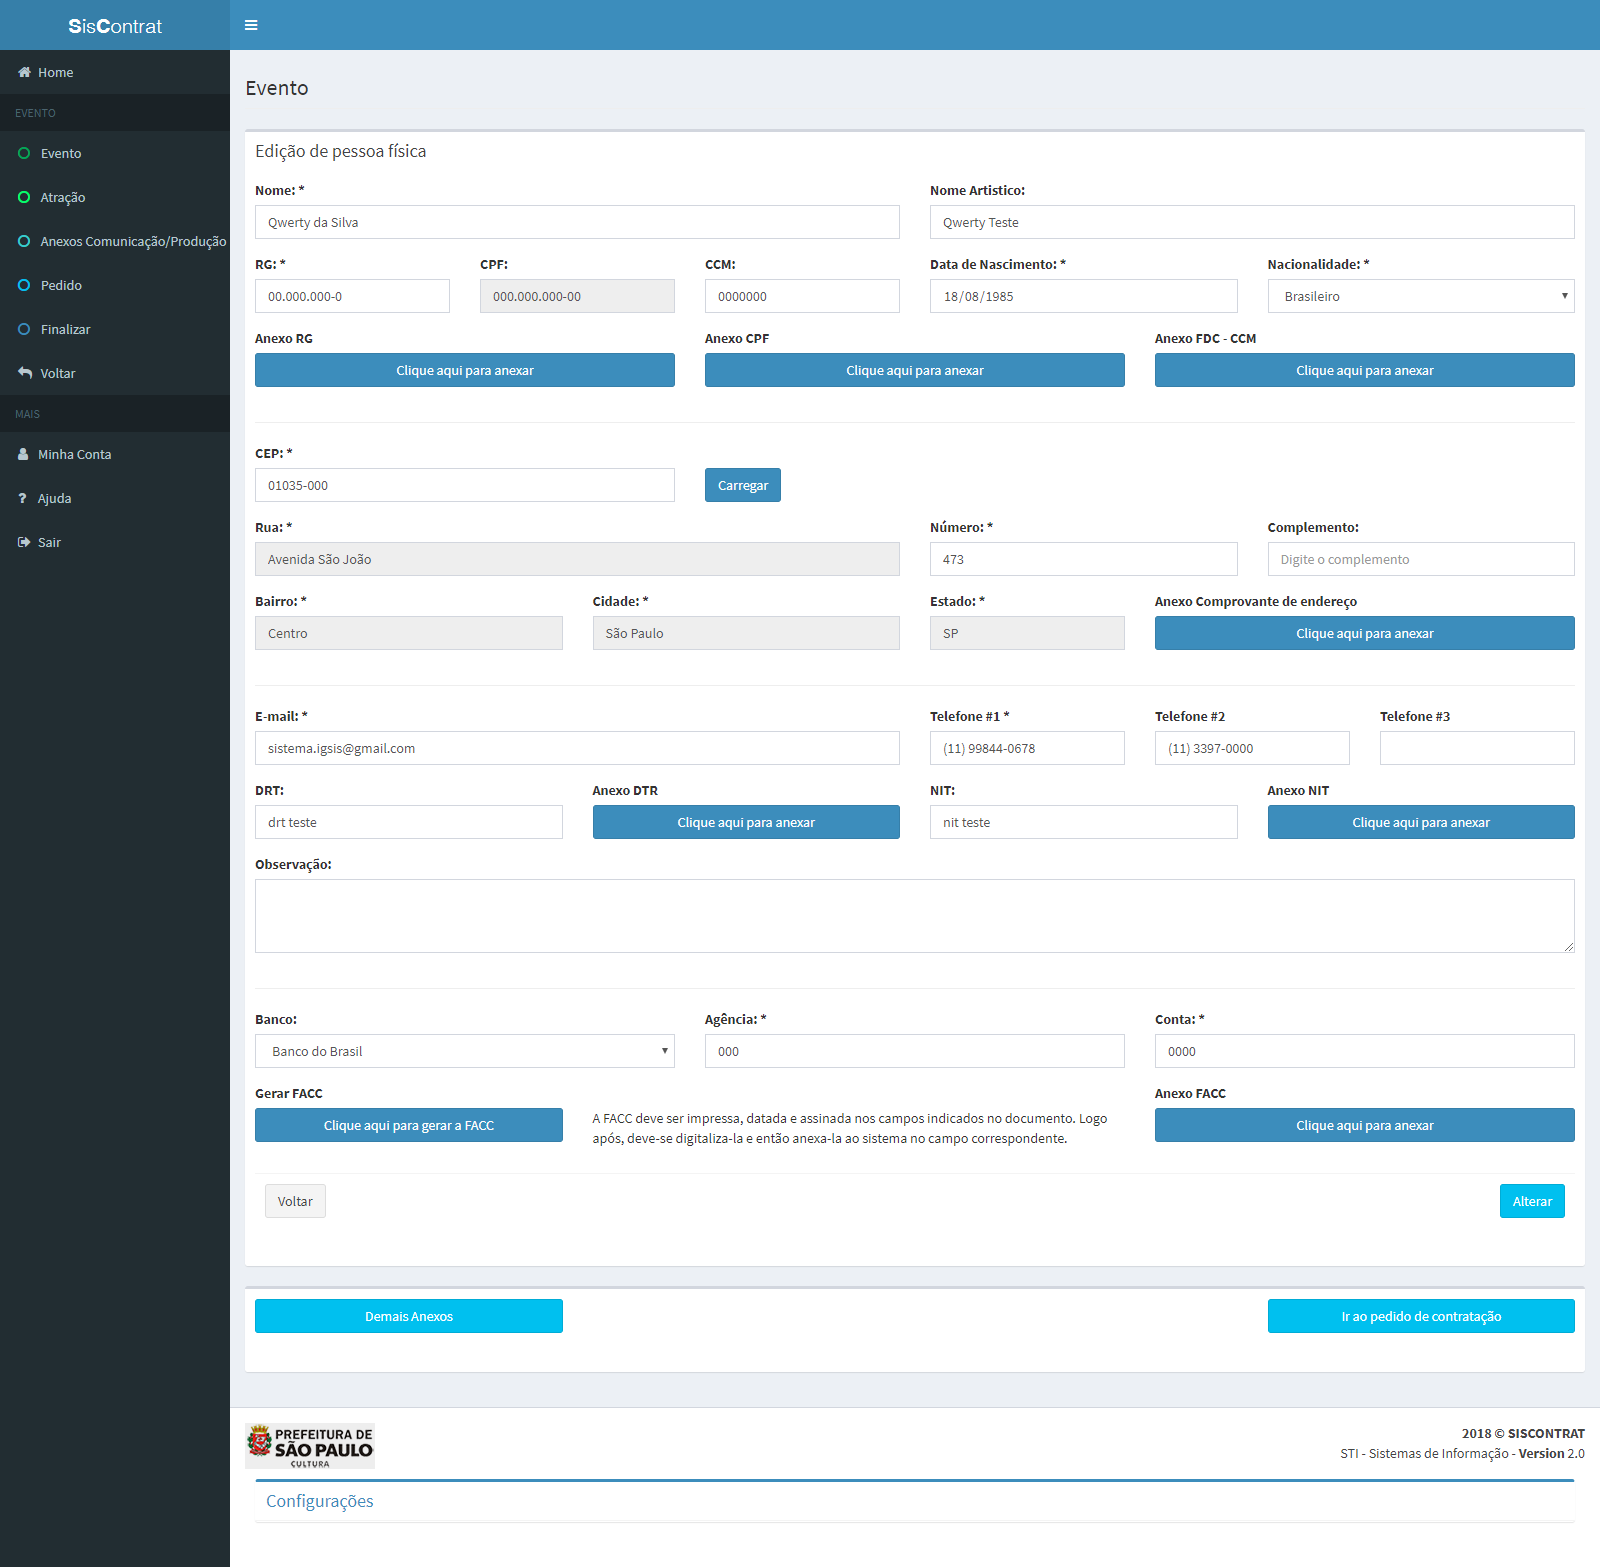 SisContrat
Home
EVENTO
Evento
Atração
Anexos Comunicação/Produção
Pedido
Finalizar
Voltar
MAIS
Minha Conta
? Ajuda
Sair
Evento
Edição de pessoa física
Nome: * Nome Artistico:
Qwerty da Silva Qwerty Teste
RG: * CPF: CCM: Data de Nascimento: * Nacionalidade: *
00.000.000-0 000.000.000-00 0000000 18/08/1985 Brasileiro
Anexo RG Anexo CPF Anexo FDC - CCM
Clique aqui para anexar Clique aqui para anexar Clique aqui para anexar
CEP: *
01035-000 Carregar
Rua: * Número: * Complemento:
Avenida São João 473 Digite o complemento
Bairro: * Cidade: * Estado: * Anexo Comprovante de endereço
Centro São Paulo SP Clique aqui para anexar
E-mail: * Telefone #1 * Telefone #2 Telefone #3
sistema.igsis@gmail.com (11) 99844-0678 (11) 3397-0000
DRT: Anexo DTR NIT: Anexo NIT
drt teste Clique aqui para anexar nit teste Clique aqui para anexar
Observação:
Banco: Agência: * Conta: *
Banco do Brasil 000 0000
Gerar FACC Anexo FACC
Clique aqui para gerar a FACC A FACC deve ser impressa, datada e assinada nos campos indicados no documento. Logo Clique aqui para anexar
após, deve-se digitaliza-la e então anexa-la ao sistema no campo correspondente.
Voltar Alterar
Demais Anexos Ir ao pedido de contratação
PREFEITURA DE
SÃO PAULO
CULTURA
2018 © SISCONTRAT
STI - Sistemas de Informação - Version 2.0
Configurações